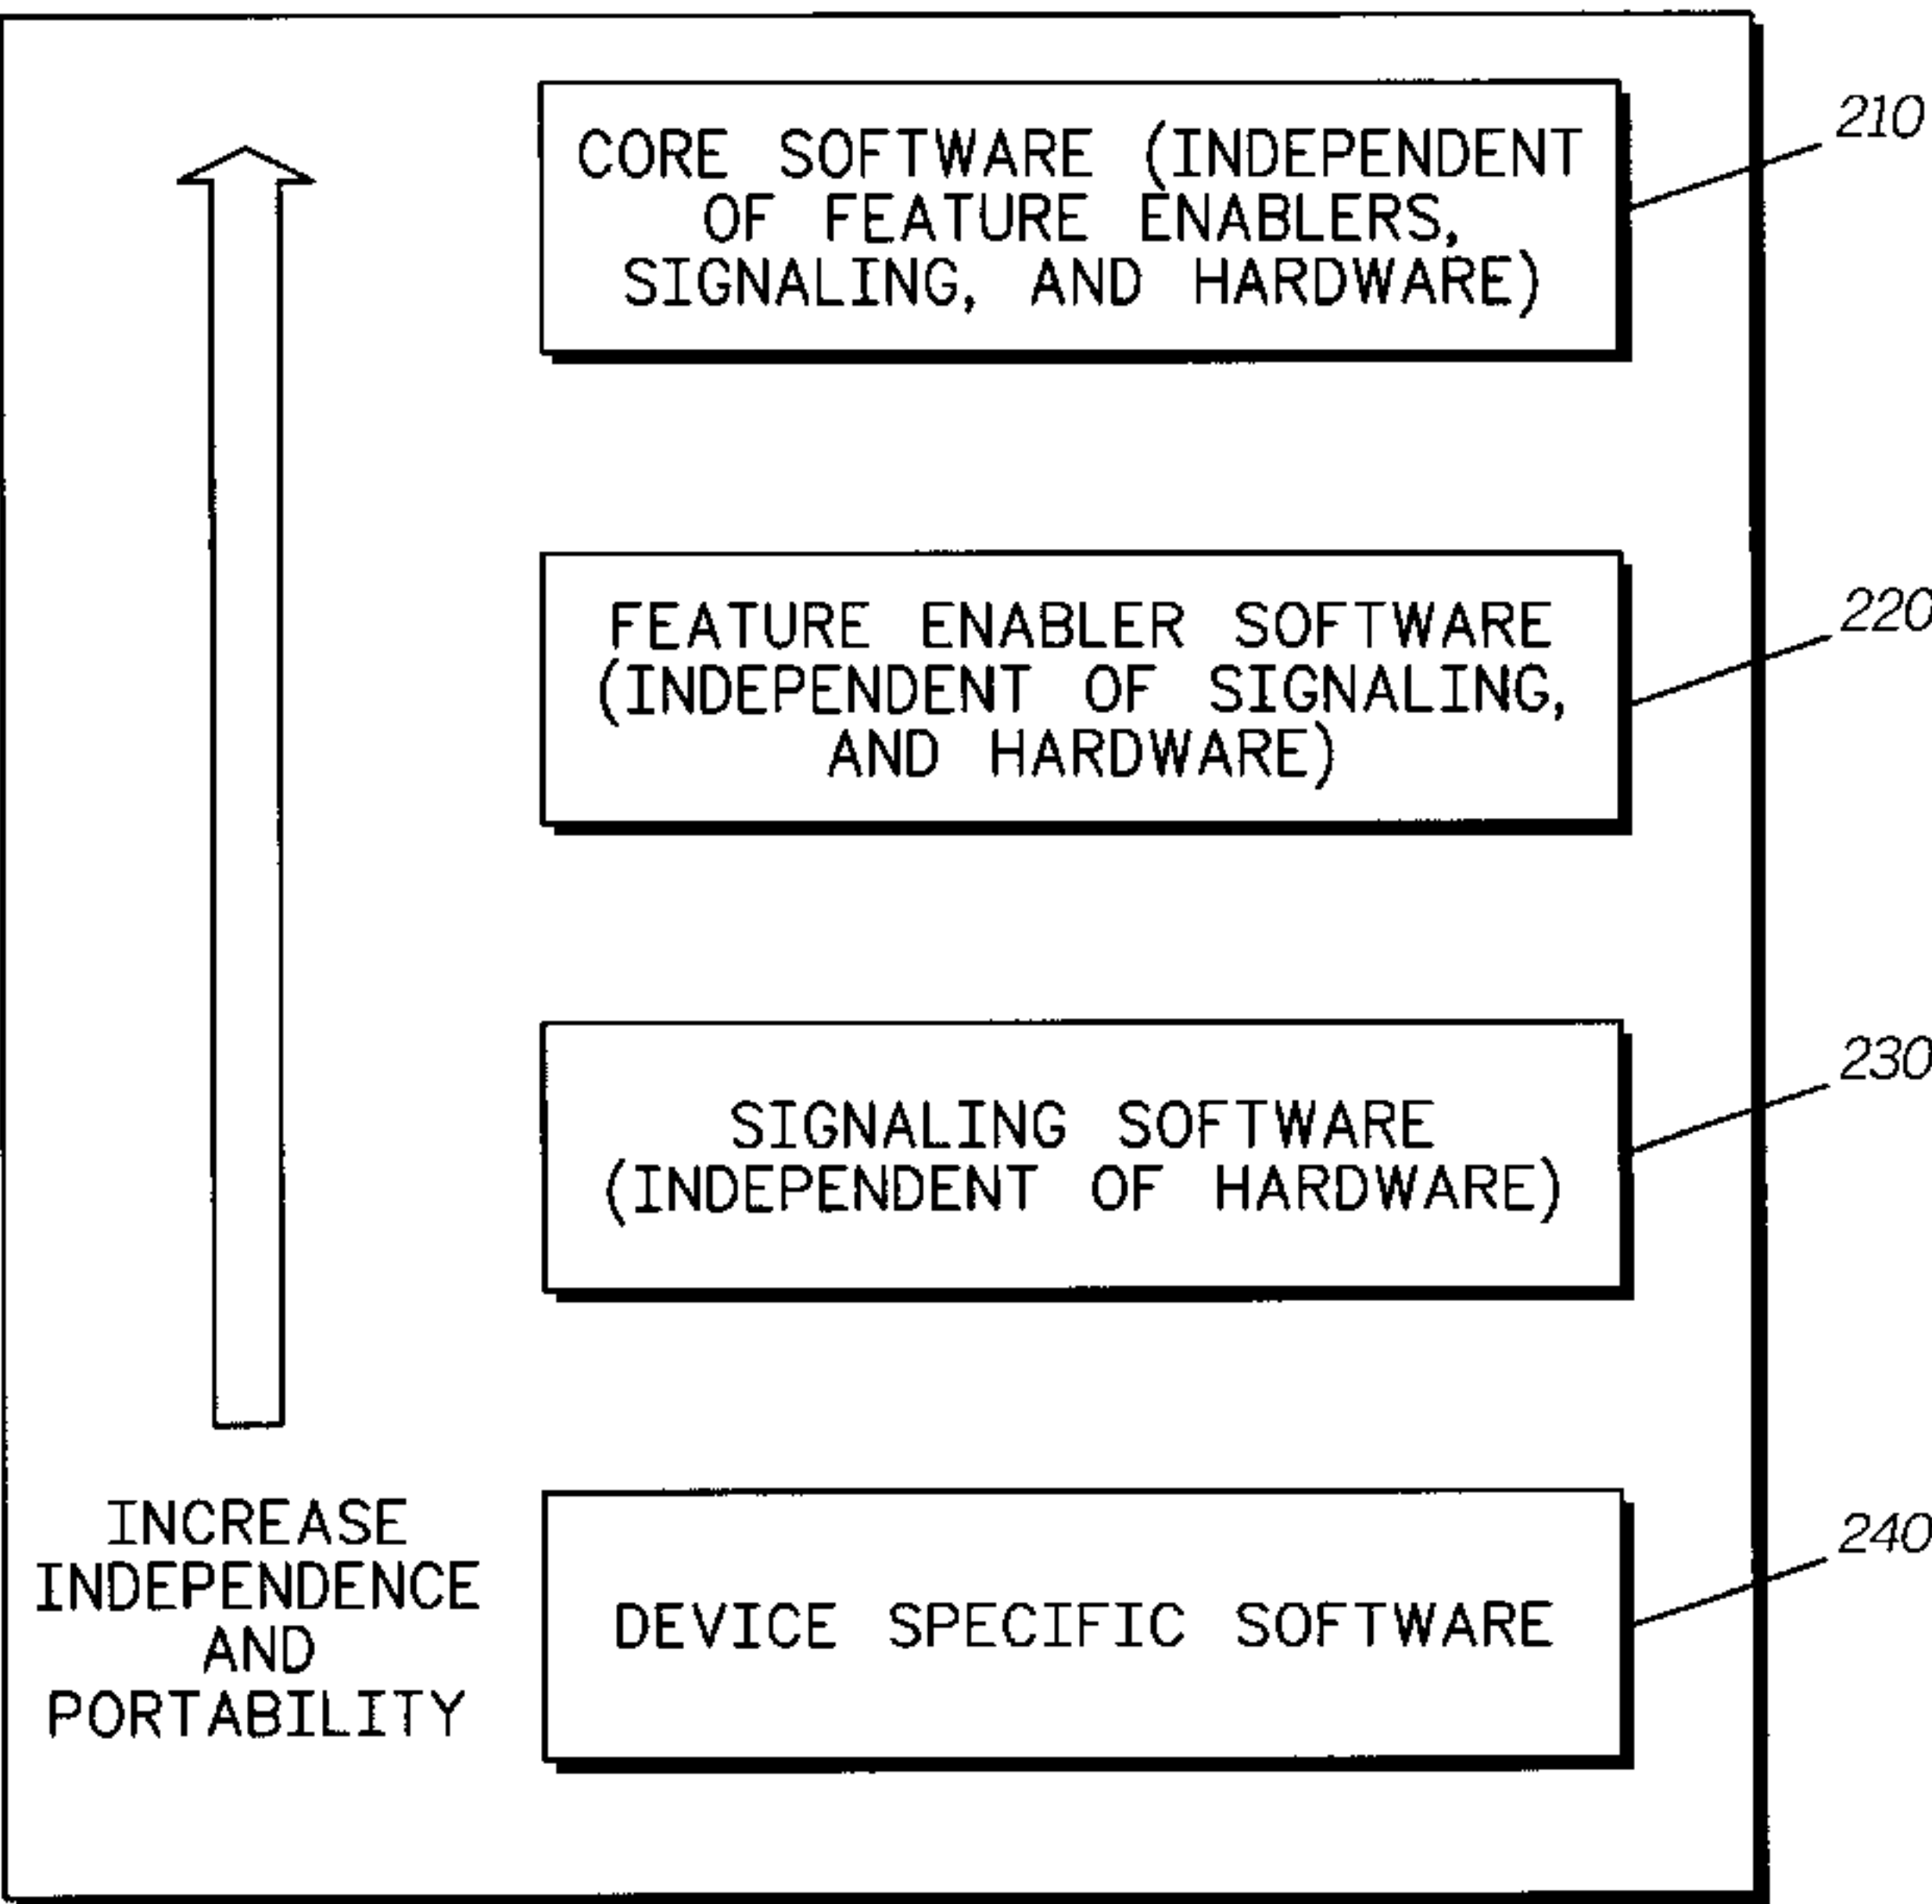 CORE SOFTWARE (INDEPENDENT
OF FEATURE ENABLERS,
SIGNALING, AND HARDWARE)
210
FEATURE ENABLER SOFTWARE
(INDEPENDENT OF SIGNALING,
AND HARDWARE)
220
SIGNALING SOFTWARE
(INDEPENDENT OF HARDWARE)
230
INCREASE
INDEPENDENCE
AND
PORTABILITY
DEVICE SPECIFIC SOFTWARE
240